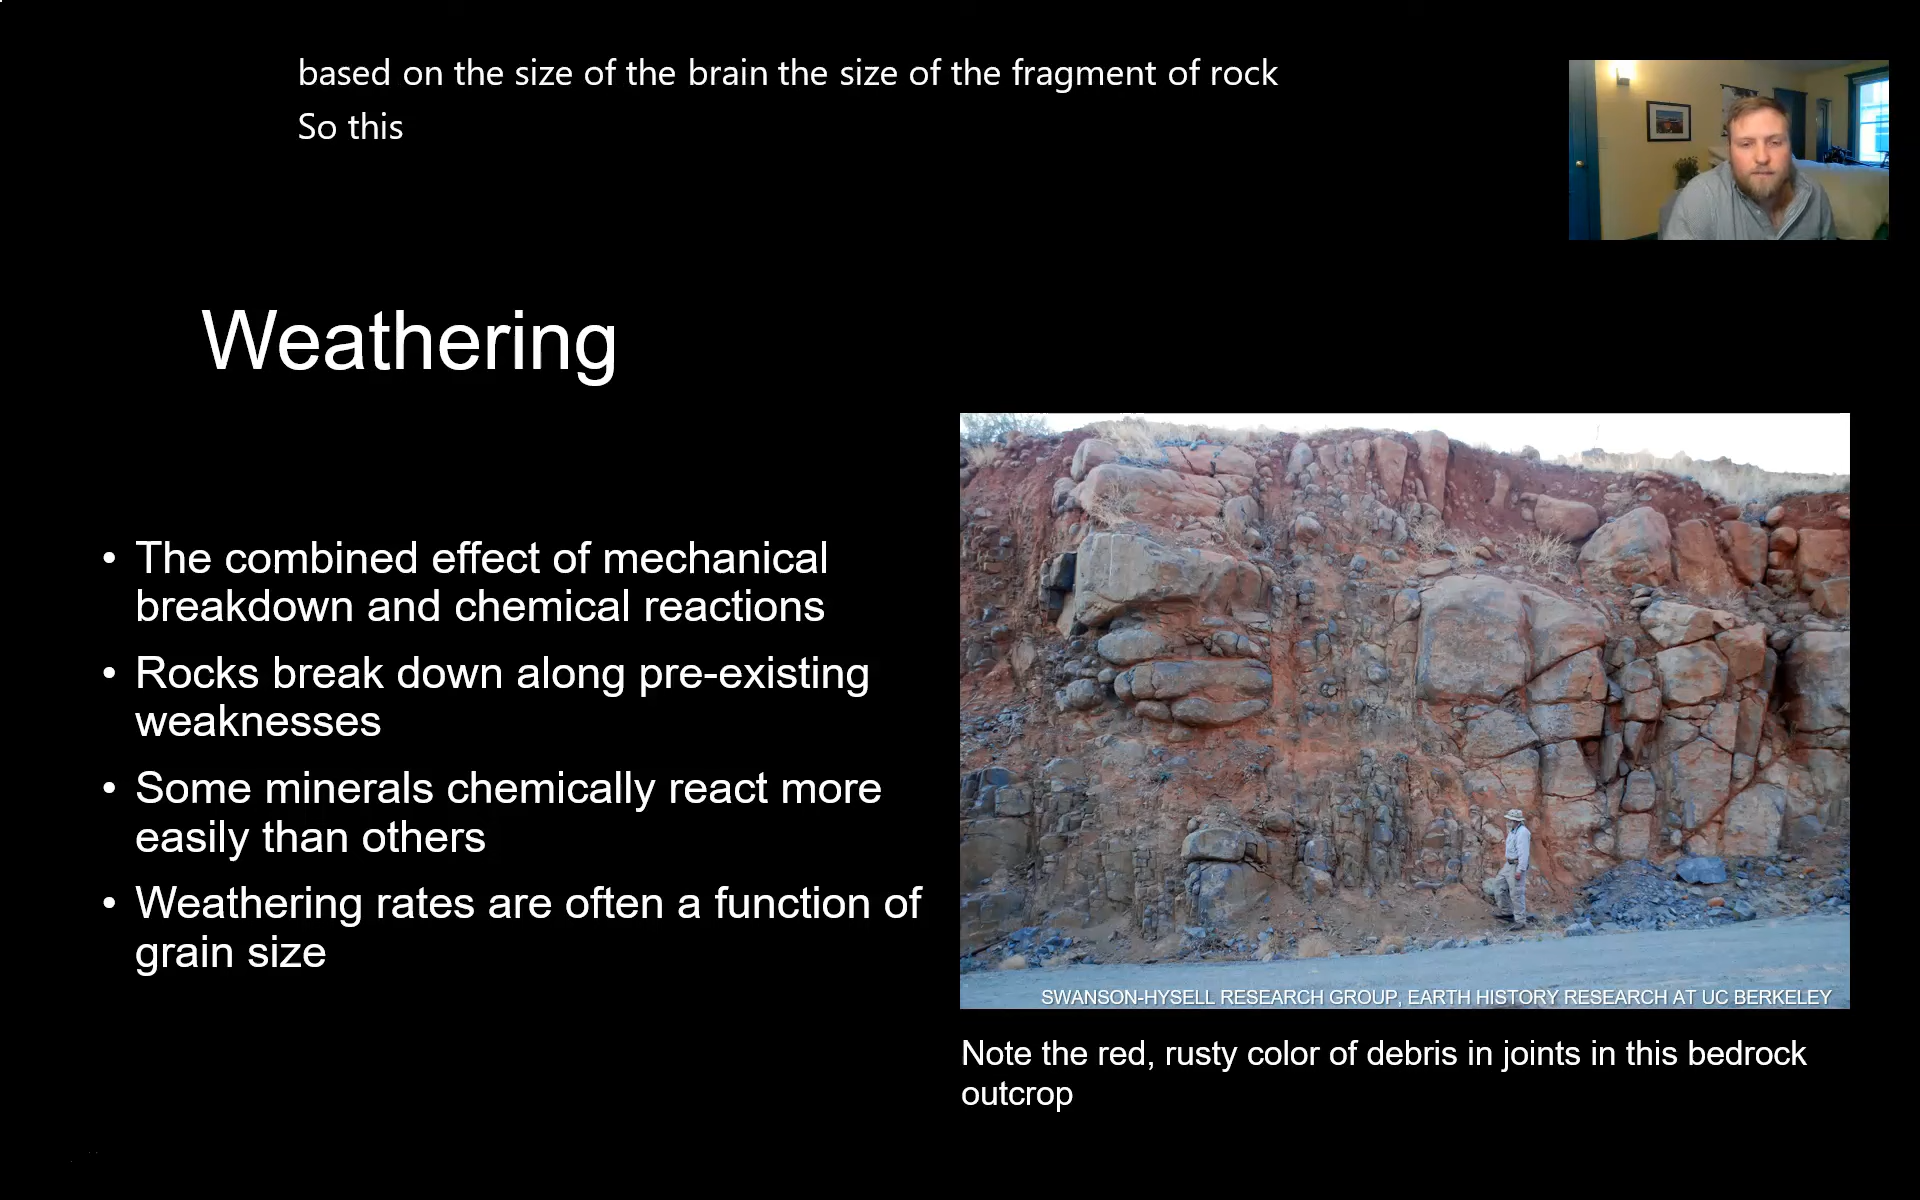 based on the size of the brain the size of the fragment of rock
So this
Weathering
• The combined effect of mechanical
breakdown and chemical reactions
• Rocks break down along pre-existing
weaknesses
• Some minerals chemically react more
easily than others
• Weathering rates are often a function of
grain size
SWANSON-HYSELL RESEARCH GROUP, EARTH HISTORY RESEARCH AT UC BERKELEY
Note the red, rusty color of debris in joints in this bedrock
outcrop